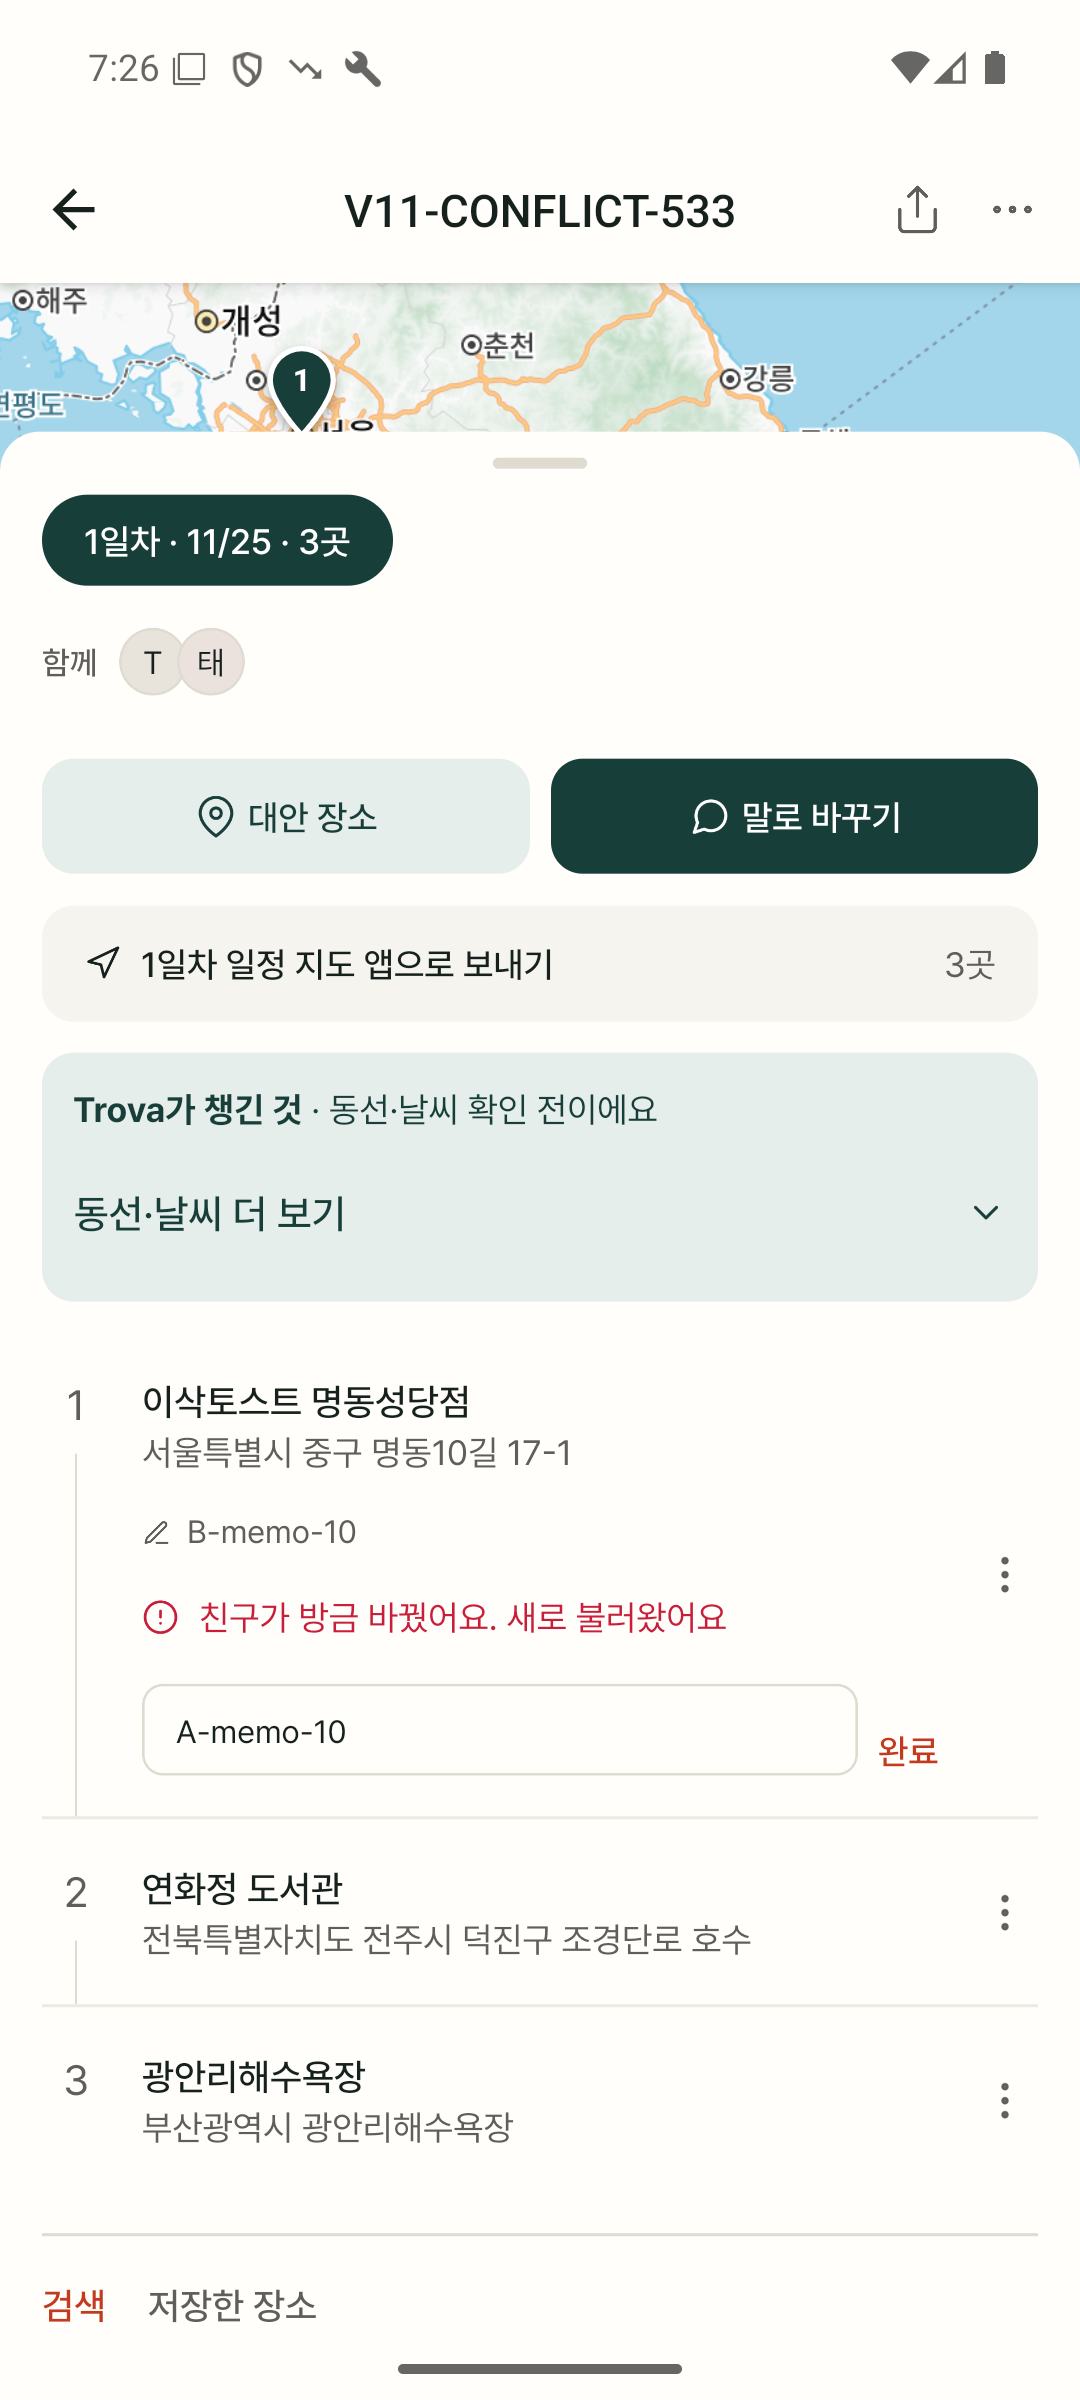 7:26
V11-CONFLICT-533
해주
개성
춘천
강릉
1
연평도
1일차 · 11/25 · 3곳
함께 T 태
대안 장소
말로 바꾸기
1일차 일정 지도 앱으로 보내기 3곳
Trova가 챙긴 것 · 동선·날씨 확인 전이에요
동선·날씨 더 보기
1 이삭토스트 명동성당점
서울특별시 중구 명동10길 17-1
B-memo-10
친구가 방금 바꿨어요. 새로 불러왔어요
A-memo-10
완료
2 연화정 도서관
전북특별자치도 전주시 덕진구 조경단로 호수
3 광안리해수욕장
부산광역시 광안리해수욕장
검색 저장한 장소